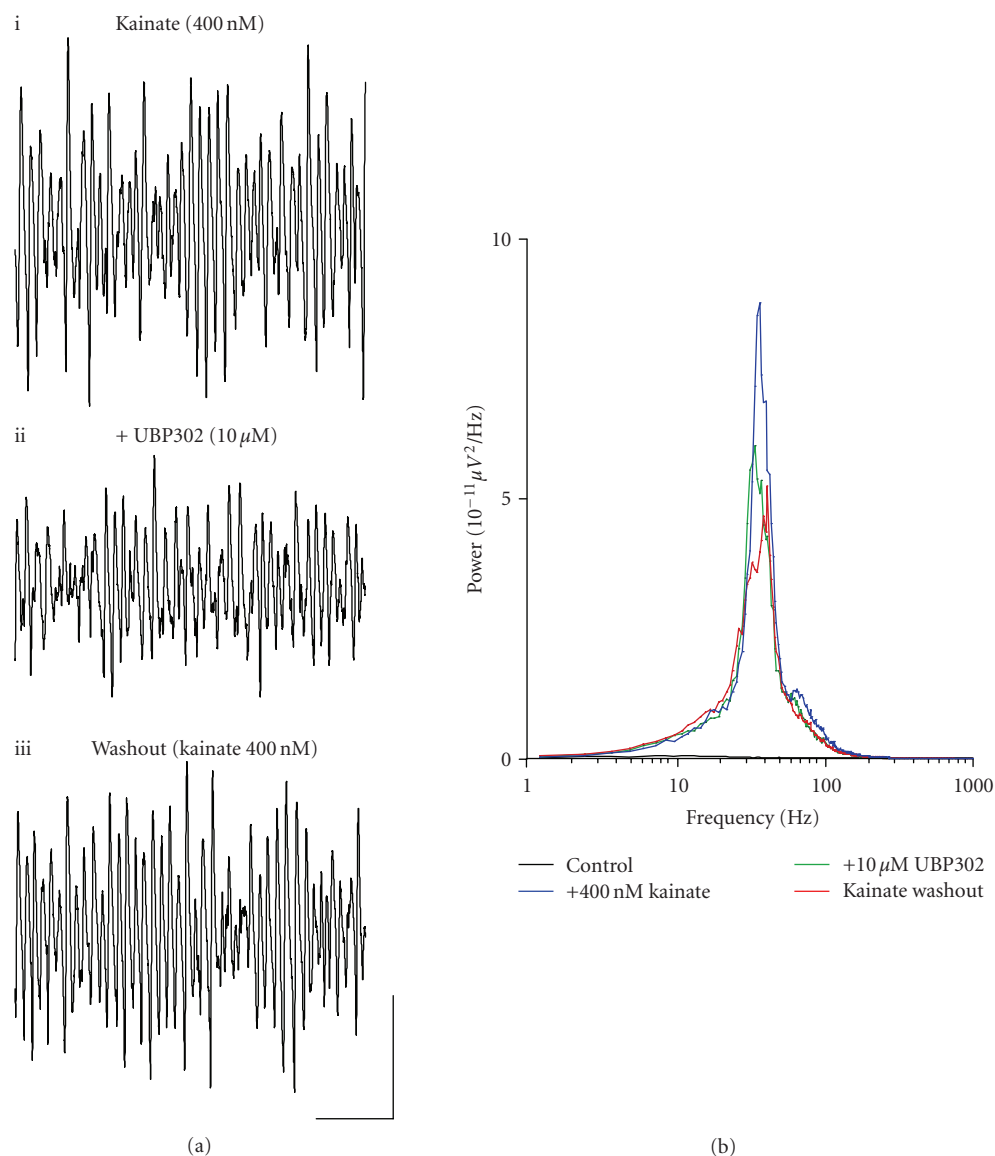 i
Kainate (400 nM)
ii
+ UBP302 (10 μM)
iii
Washout (kainate 400 nM)
(a)
10
5
0
Power (10⁻¹¹ μV²/Hz)
1
10
100
1000
Frequency (Hz)
Control
+400 nM kainate
+10 μM UBP302
Kainate washout
(b)